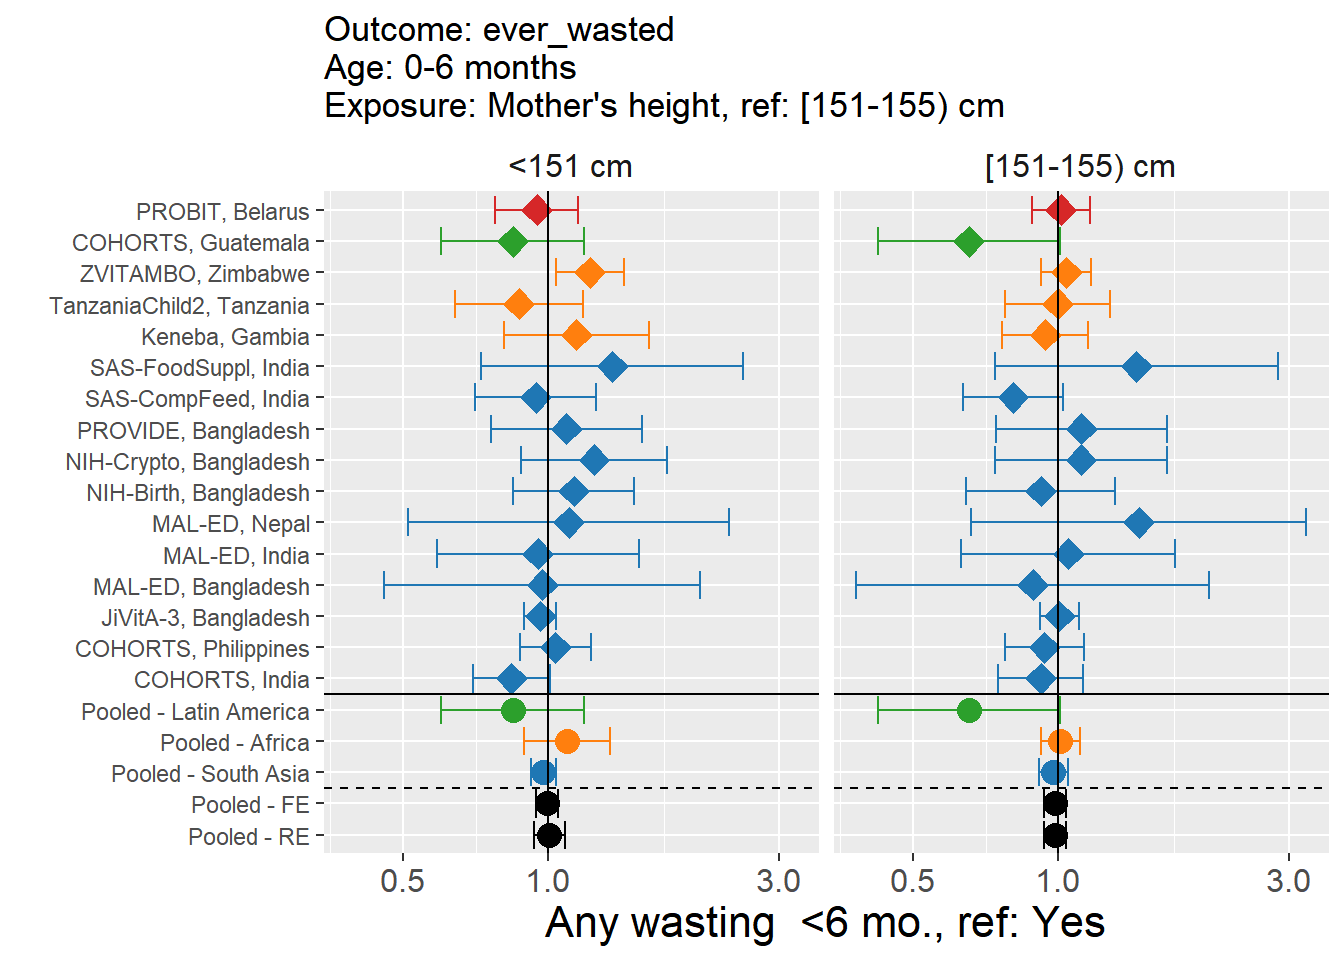 Outcome: ever_wasted
Age: 0-6 months
Exposure: Mother's height, ref: [151-155) cm
<151 cm
[151-155) cm
PROBIT, Belarus
COHORTS, Guatemala
ZVITAMBO, Zimbabwe
TanzaniaChild2, Tanzania
Keneba, Gambia
SAS-FoodSuppl, India
SAS-CompFeed, India
PROVIDE, Bangladesh
NIH-Crypto, Bangladesh
NIH-Birth, Bangladesh
MAL-ED, Nepal
MAL-ED, India
MAL-ED, Bangladesh
JiVitA-3, Bangladesh
COHORTS, Philippines
COHORTS, India
Pooled - Latin America
Pooled - Africa
Pooled - South Asia
Pooled - FE
Pooled - RE
0.5 1.0 3.0
0.5 1.0 3.0
Any wasting  <6 mo., ref: Yes